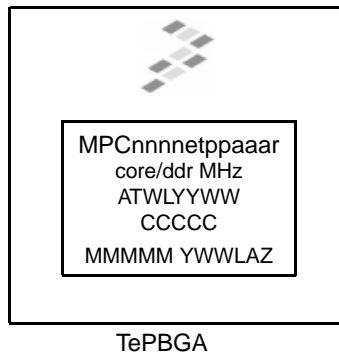 MPCnnnnetppaaar
core/ddr MHz
ATWLYYWW
CCCCC
MMMMM YWWLAZ
TePBGA